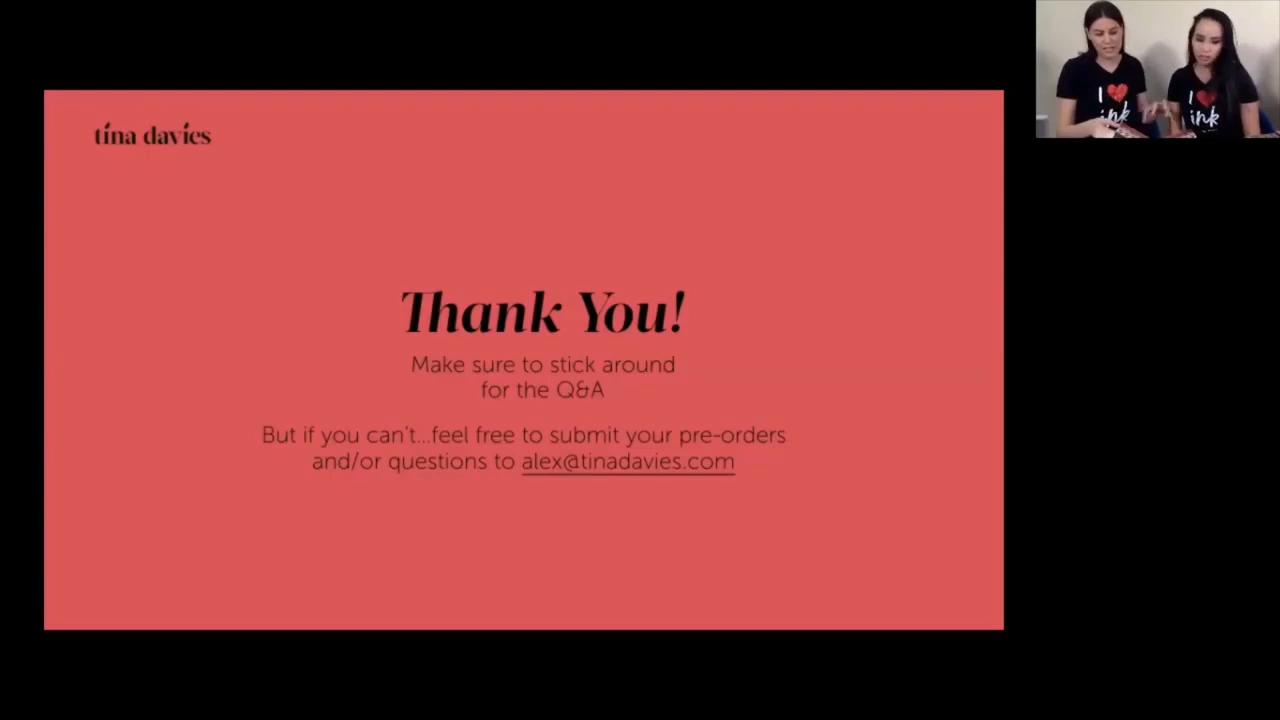 tina davies
Thank You!
Make sure to stick around
for the Q&A
But if you can't...feel free to submit your pre-orders
and/or questions to alex@tinadavies.com
I ❤ ink
I ❤ ink